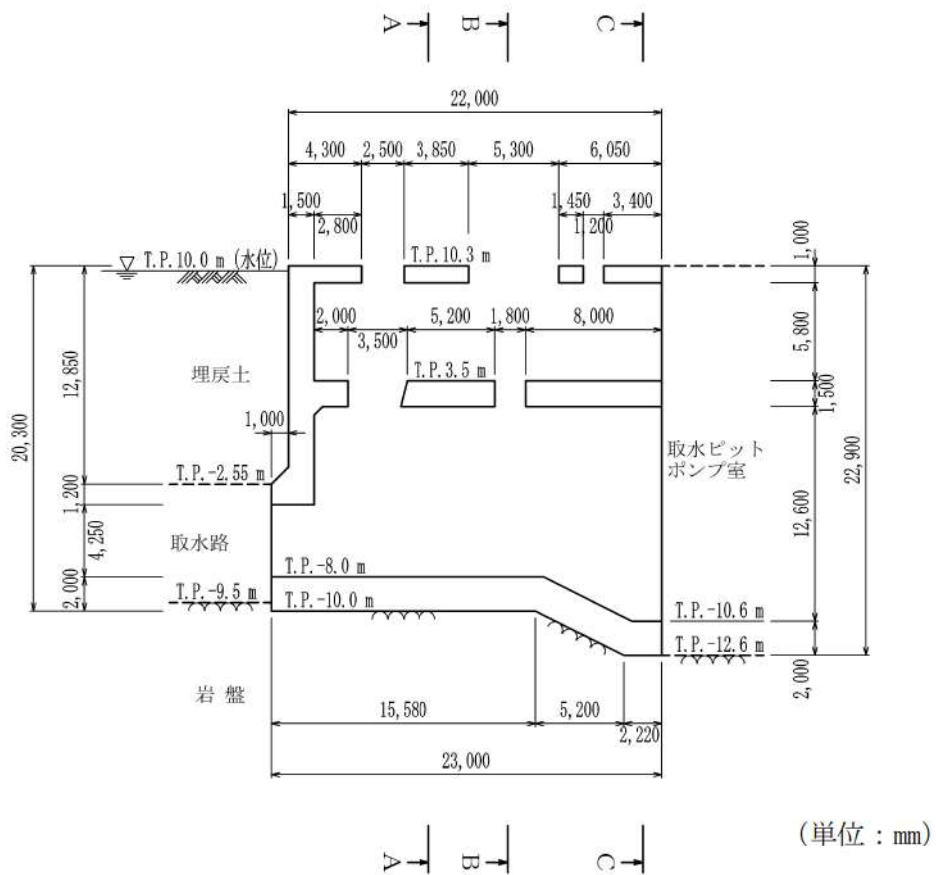 A
B
C
22,000
4,300
2,500
3,850
5,300
6,050
1,500
2,800
1,450
1,200
3,400
1,000
T.P.10.0 m (水位)
T.P.10.3 m
2,000
3,500
5,200
1,800
8,000
5,800
T.P.3.5 m
1,500
12,850
埋戻土
1,000
20,300
取水ピット
ポンプ室
22,900
12,600
T.P.-2.55 m
1,200
4,250
取水路
T.P.-8.0 m
2,000
T.P.-9.5 m
T.P.-10.0 m
T.P.-10.6 m
T.P.-12.6 m
2,000
岩 盤
15,580
5,200
2,220
23,000
(単位:mm)
A
B
C